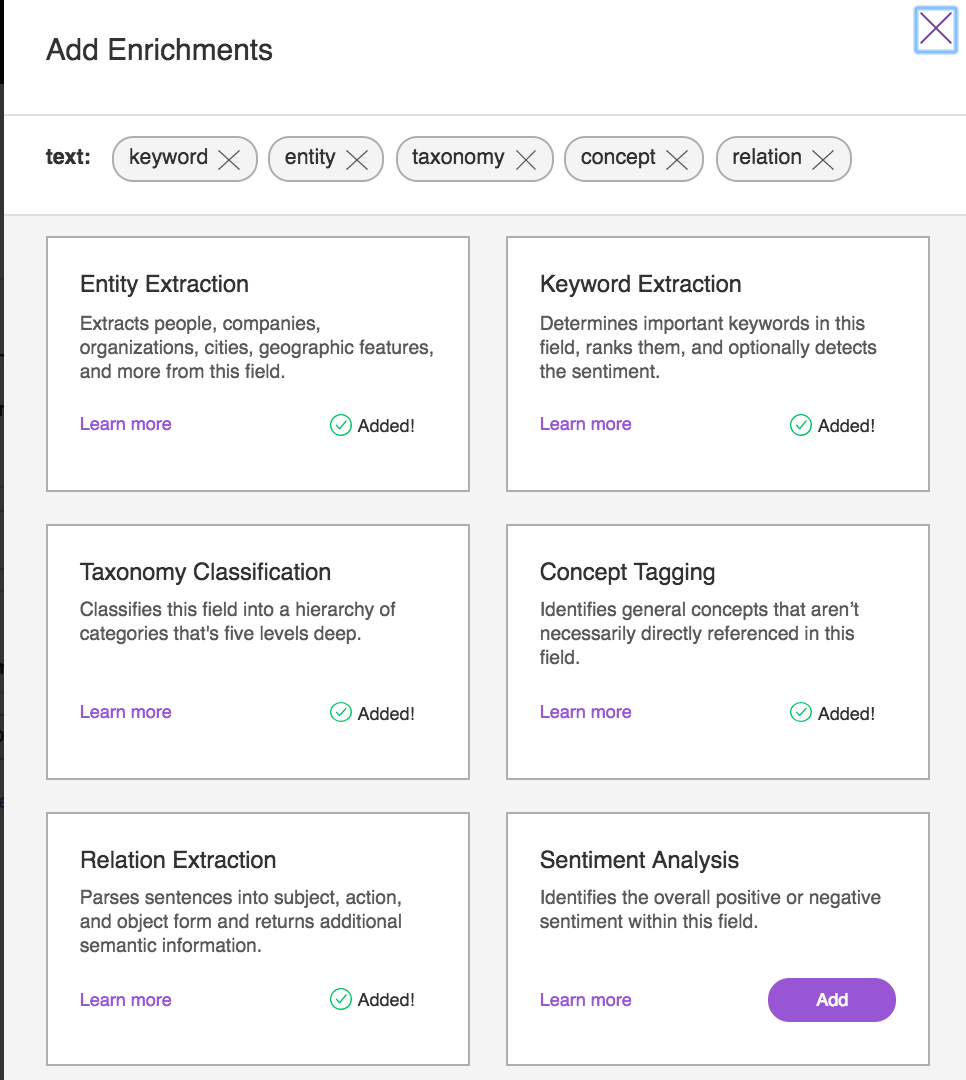 Add Enrichments
text: keyword entity taxonomy concept relation
Entity Extraction
Extracts people, companies,
organizations, cities, geographic features,
and more from this field.
Learn more Added!
Keyword Extraction
Determines important keywords in this
field, ranks them, and optionally detects
the sentiment.
Learn more Added!
Taxonomy Classification
Classifies this field into a hierarchy of
categories that's five levels deep.
Learn more Added!
Concept Tagging
Identifies general concepts that aren’t
necessarily directly referenced in this
field.
Learn more Added!
Relation Extraction
Parses sentences into subject, action,
and object form and returns additional
semantic information.
Learn more Added!
Sentiment Analysis
Identifies the overall positive or negative
sentiment within this field.
Learn more Add